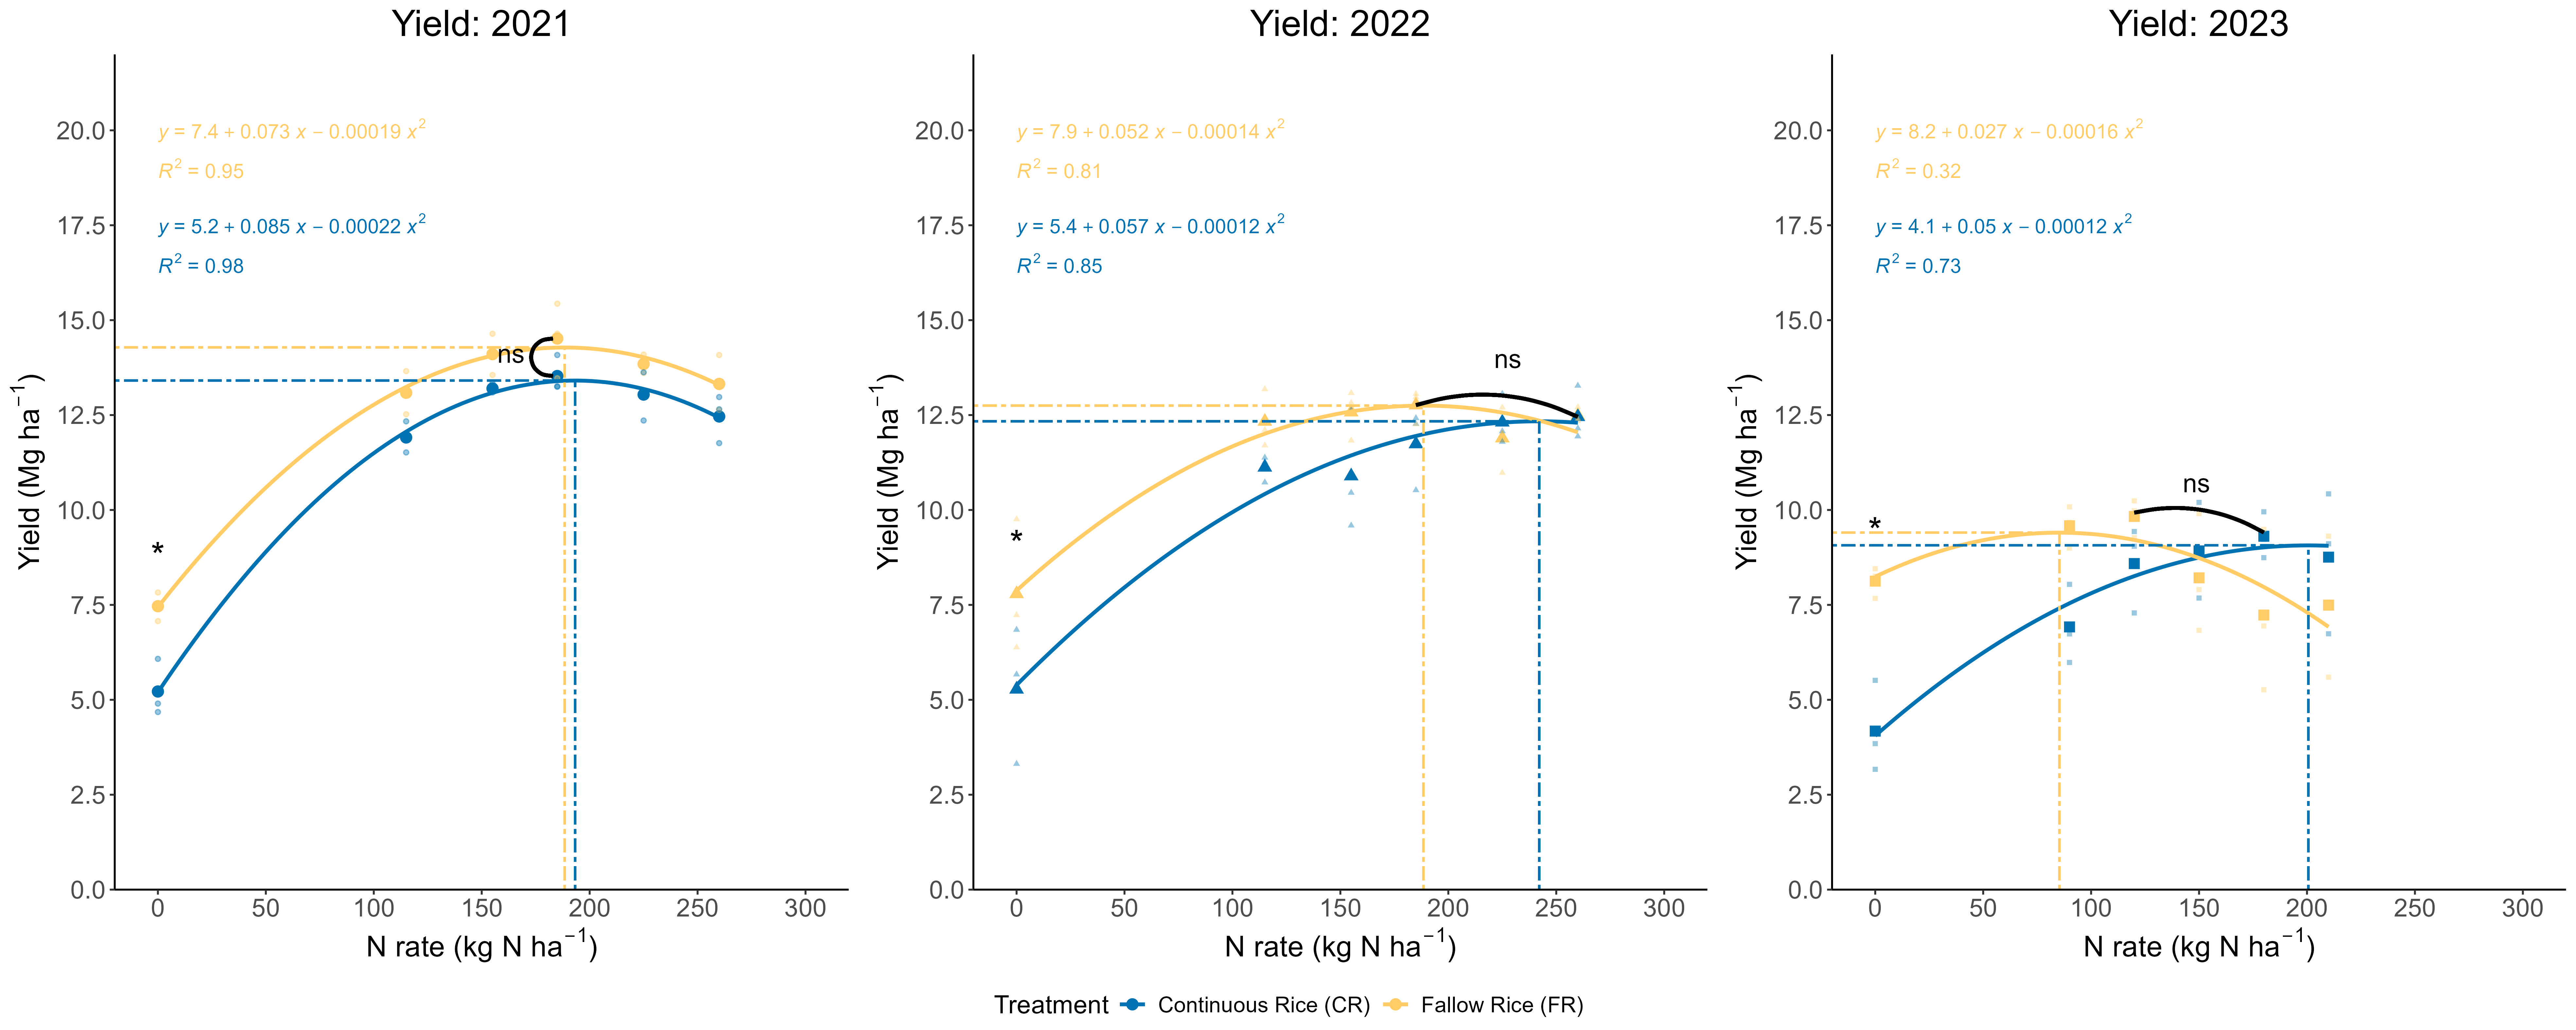 Yield: 2021
Yield (Mg ha⁻¹)
20.0
17.5
15.0
12.5
10.0
7.5
5.0
2.5
0.0
y = 7.4 + 0.073 x − 0.00019 x²
R² = 0.95
y = 5.2 + 0.085 x − 0.00022 x²
R² = 0.98
ns
*
0 50 100 150 200 250 300
N rate (kg N ha⁻¹)
Yield: 2022
Yield (Mg ha⁻¹)
20.0
17.5
15.0
12.5
10.0
7.5
5.0
2.5
0.0
y = 7.9 + 0.052 x − 0.00014 x²
R² = 0.81
y = 5.4 + 0.057 x − 0.00012 x²
R² = 0.85
ns
*
0 50 100 150 200 250 300
N rate (kg N ha⁻¹)
Yield: 2023
Yield (Mg ha⁻¹)
20.0
17.5
15.0
12.5
10.0
7.5
5.0
2.5
0.0
y = 8.2 + 0.027 x − 0.00016 x²
R² = 0.32
y = 4.1 + 0.05 x − 0.00012 x²
R² = 0.73
ns
*
0 50 100 150 200 250 300
N rate (kg N ha⁻¹)
Treatment Continuous Rice (CR) Fallow Rice (FR)